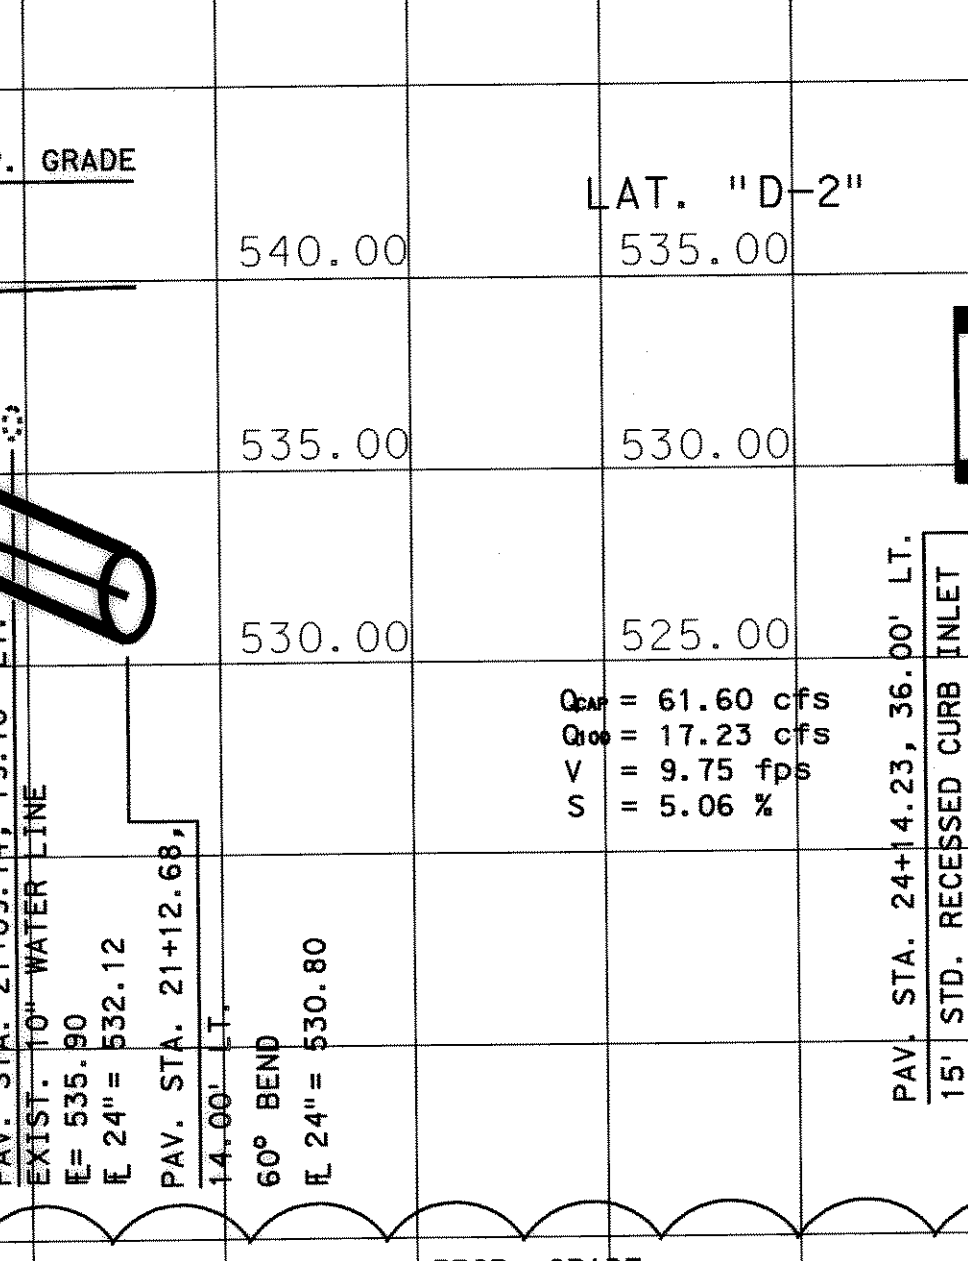 . GRADE
LAT. "D-2"
540.00
535.00
535.00
530.00
530.00
525.00
QCAP = 61.60 cfs
Q100 = 17.23 cfs
V = 9.75 fps
S = 5.06 %
PAV. STA.
EXIST. 10" WATER LINE
FL= 535.90
FL 24"= 532.12
PAV. STA. 21+12.68,
14.00' LT.
60° BEND
FL 24"= 530.80
PAV. STA. 24+14.23, 36.00' LT.
15' STD. RECESSED CURB INLET